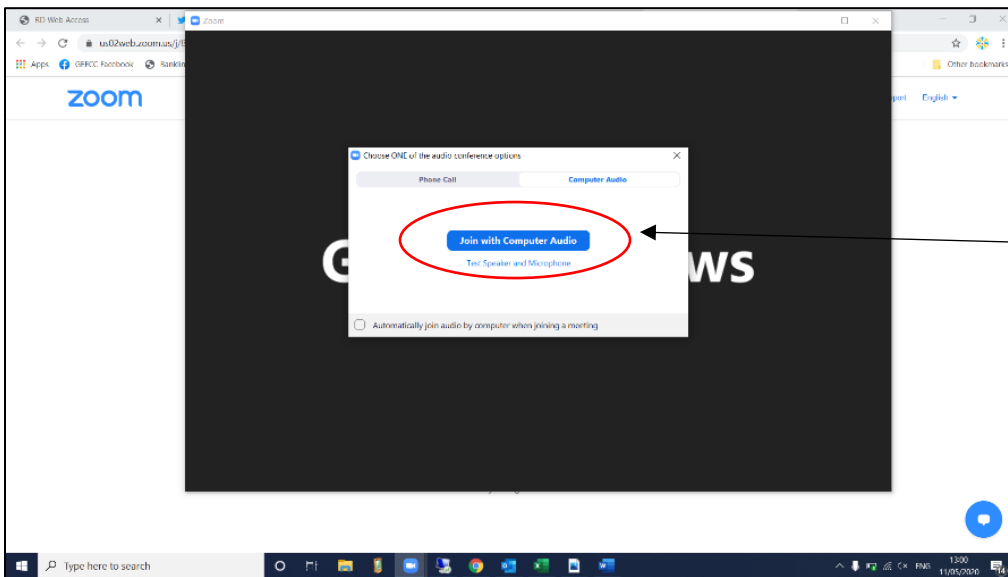 RD Web Access
Zoom
us02web.zoom.us/j/
Apps
GFFCC Facebook
Other bookmarks
zoom
English
Choose ONE of the audio conference options
Phone Call
Computer Audio
Join with Computer Audio
Test Speaker and Microphone
G
WS
Automatically join audio by computer when joining a meeting
Type here to search
ENG
13:00
11/05/2020